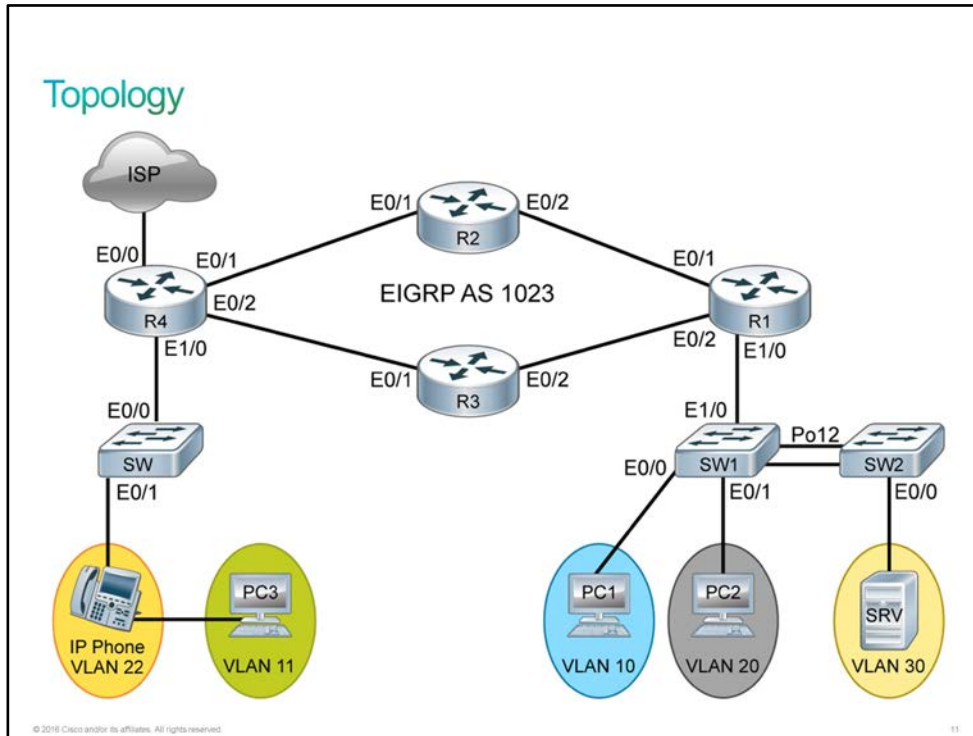 Topology
ISP
E0/1
E0/2
R2
E0/0
E0/1
E0/1
EIGRP AS 1023
R4
E0/2
R1
E1/0
E0/2
E1/0
E0/1
E0/2
R3
E0/0
E1/0
Po12
SW
SW1
SW2
E0/0
E0/1
E0/1
E0/0
PC3
PC1
PC2
SRV
IP Phone
VLAN 22
VLAN 11
VLAN 10
VLAN 20
VLAN 30
© 2016 Cisco and/or its affiliates. All rights reserved.
11